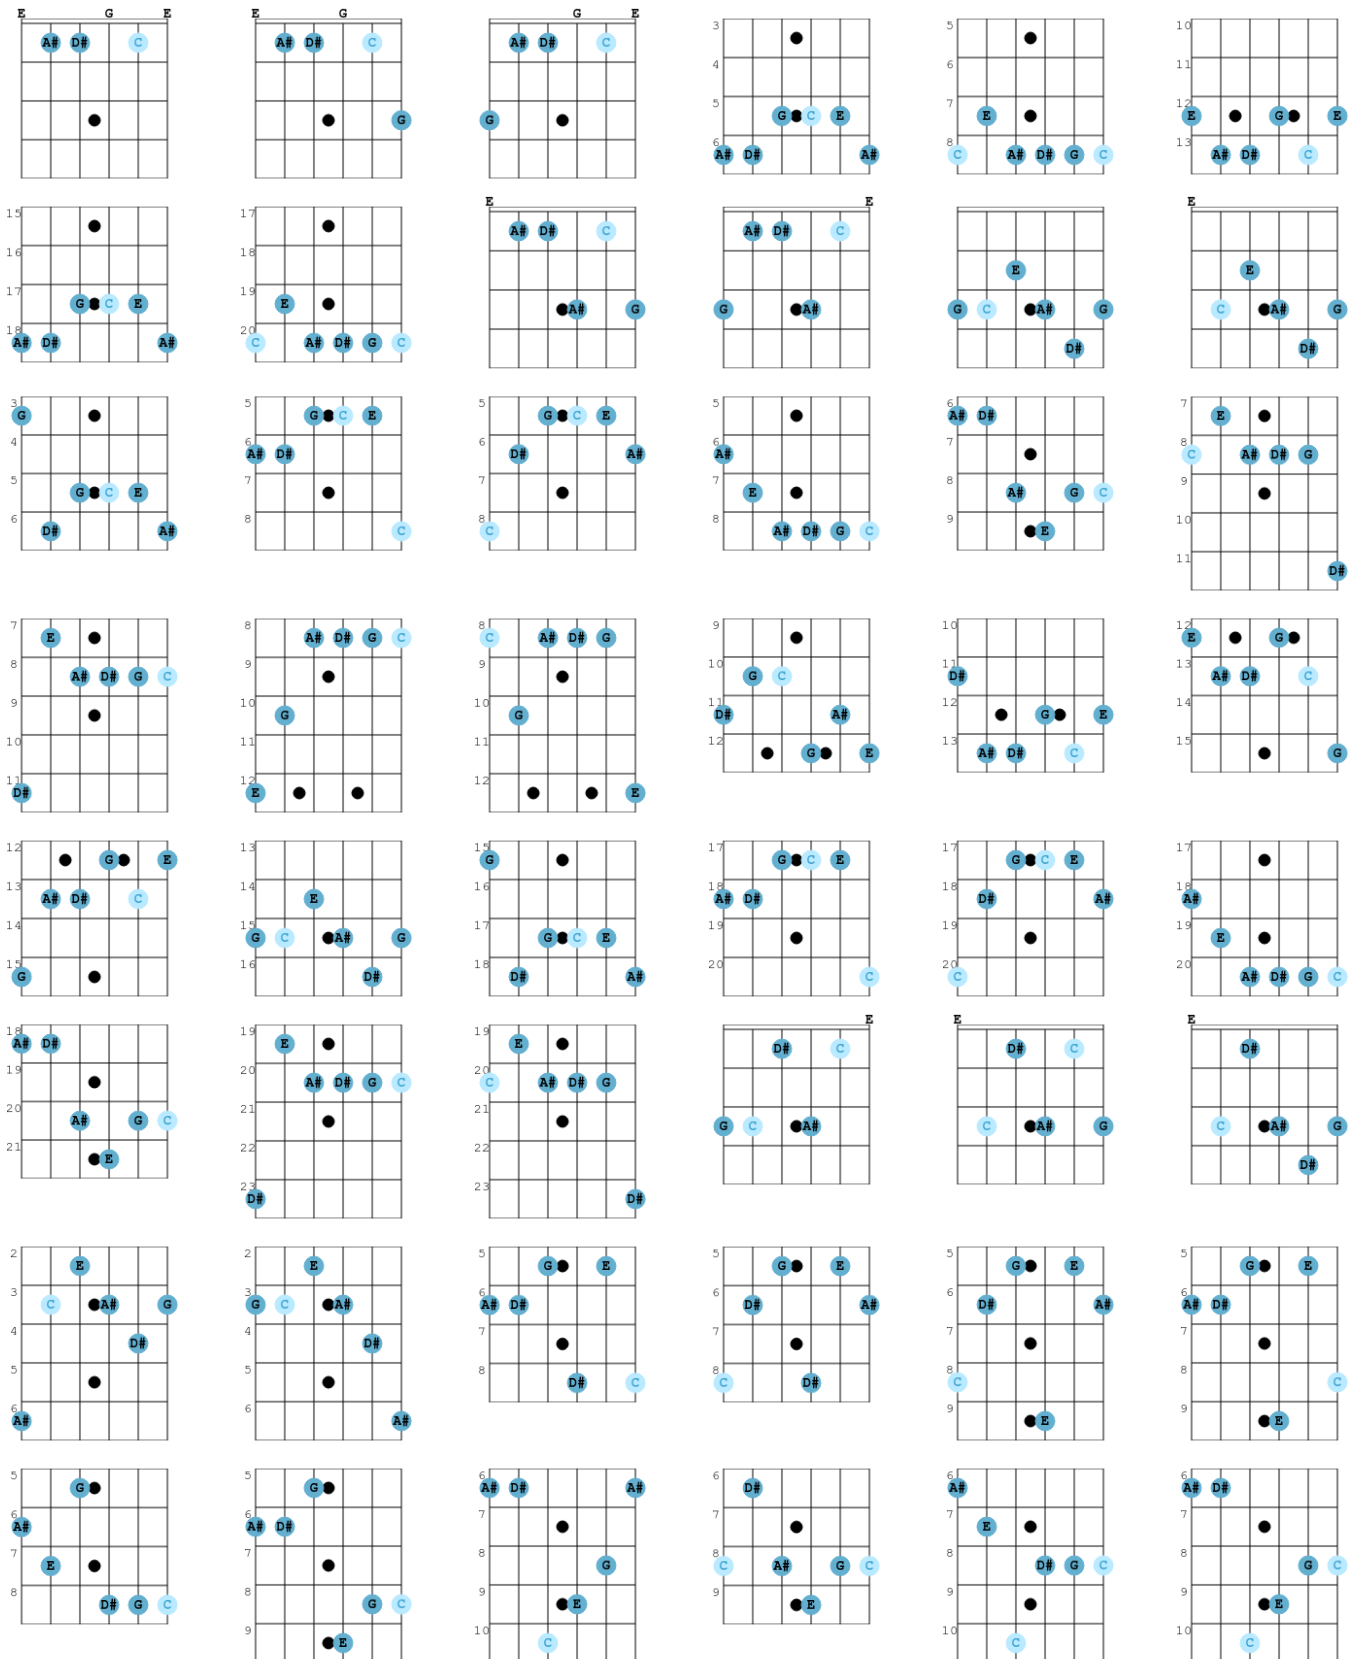 E G E E G E G E 3 5 10
A# D# C A# D# C A# D# C
4 6 11
5 7 12
G G G C E E E G E
6 8 13
A# D# A# C A# D# G C A# D# C
15 17 E E E
A# D# C A# D# C
16 18
E E
17 19
G C E E A# G G A# G C A# G C A# G
18 20
A# D# A# C A# D# G C D# D#
3 5 5 5 6 7
G G C E G C E A# D# E
4 6 6 6 7 8
A# D# D# A# A# C A# D# G
5 7 7 7 8 9
G C E E A# G C
6 8 8 8 9 10
D# A# C C A# D# G C E
11
D#
7 8 8 9 10 12
E A# D# G C C A# D# G E G
8 9 9 10 11 13
A# D# G C G C D# A# D# C
9 10 10 11 12 14
G G D# A# G E
10 11 11 12 13 15
G E A# D# C G
11 12 12
D# E E
12 13 15 17 17 17
G E G G C E G C E
13 14 16 18 18 18
A# D# C E A# D# D# A# A#
14 15 17 19 19 19
G C A# G G C E E
15 16 18 20 20 20
G D# D# A# C C A# D# G C
18 19 19 E E E
A# D# E E D# C D# C D#
19 20 20
A# D# G C C A# D# G
20 21 21
A# G C G C A# C A# G C A# G
21 22 22
E D#
23 23
D# D#
2 2 5 5 5 5
E E G E G E G E G E
3 3 6 6 6 6
C A# G G C A# A# D# D# A# D# A# A# D#
4 4 7 7 7 7
D# D#
5 5 8 8 8 8
D# C C D# C C
6 6 9 9
A# A# E E
5 5 6 6 6 6
G G A# D# A# D# A# A# D#
6 6 7 7 7 7
A# A# D# E
7 7 8 8 8 8
E G C A# G C D# G C G C
8 8 9 9 9 9
D# G C G C E E E
9 10 10 10
E C C C